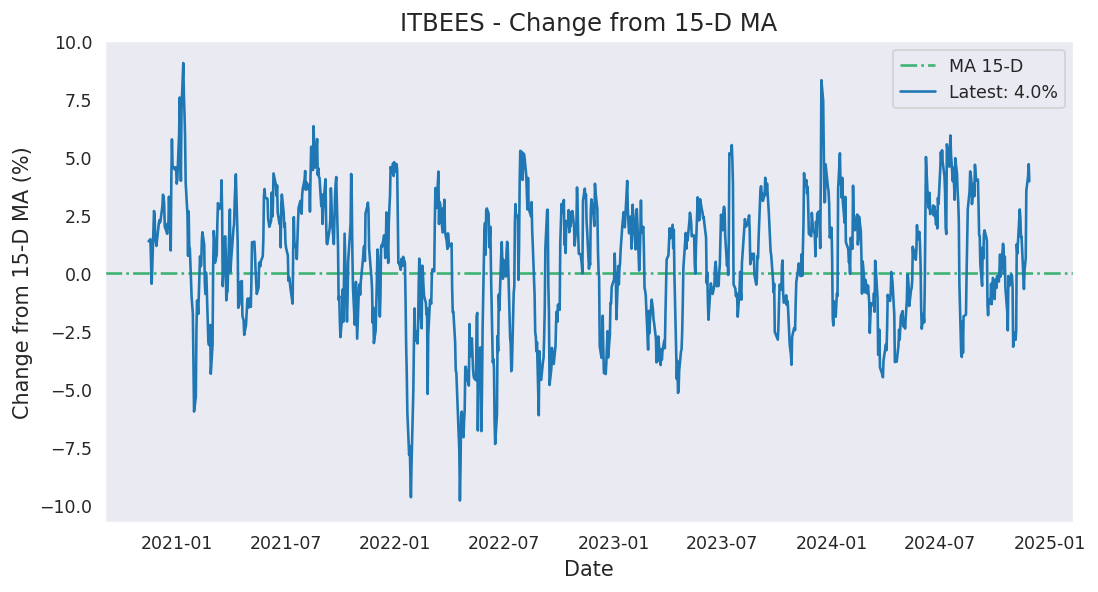 ITBEES - Change from 15-D MA
MA 15-D
Latest: 4.0%
Change from 15-D MA (%)
10.0
7.5
5.0
2.5
0.0
−2.5
−5.0
−7.5
−10.0
2021-01 2021-07 2022-01 2022-07 2023-01 2023-07 2024-01 2024-07 2025-01
Date